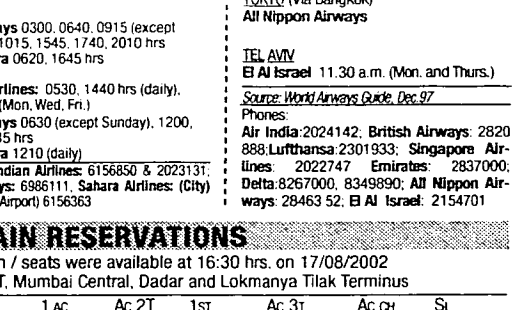 ys 0300, 0640, 0915 (except
1015, 1545, 1740, 2010 hrs
ra 0620, 1645 hrs
rlines: 0530, 1440 hrs (daily),
(Mon, Wed, Fri.)
ys 0630 (except Sunday), 1200,
45 hrs
ra 1210 (daily)
ndian Airlines: 6156850 & 2023131;
ys: 6986111, Sahara Airlines: (City)
Airport) 6156363
TOKYO (via Bangkok)
All Nippon Airways
TEL AVIV
El Al Israel 11.30 a.m. (Mon. and Thurs.)
Source: World Airways Guide, Dec.97
Phones:
Air India:2024142; British Airways: 2820
888;Lufthansa:2301933; Singapore Air-
lines: 2022747 Emirates: 2837000;
Delta:8267000, 8349890; All Nippon Air-
ways: 28463 52; El Al Israel: 2154701
AIN RESERVATIONS
n / seats were available at 16:30 hrs. on 17/08/2002
T, Mumbai Central, Dadar and Lokmanya Tilak Terminus
1 AC Ac 2T 1ST Ac 3T Ac CH SL